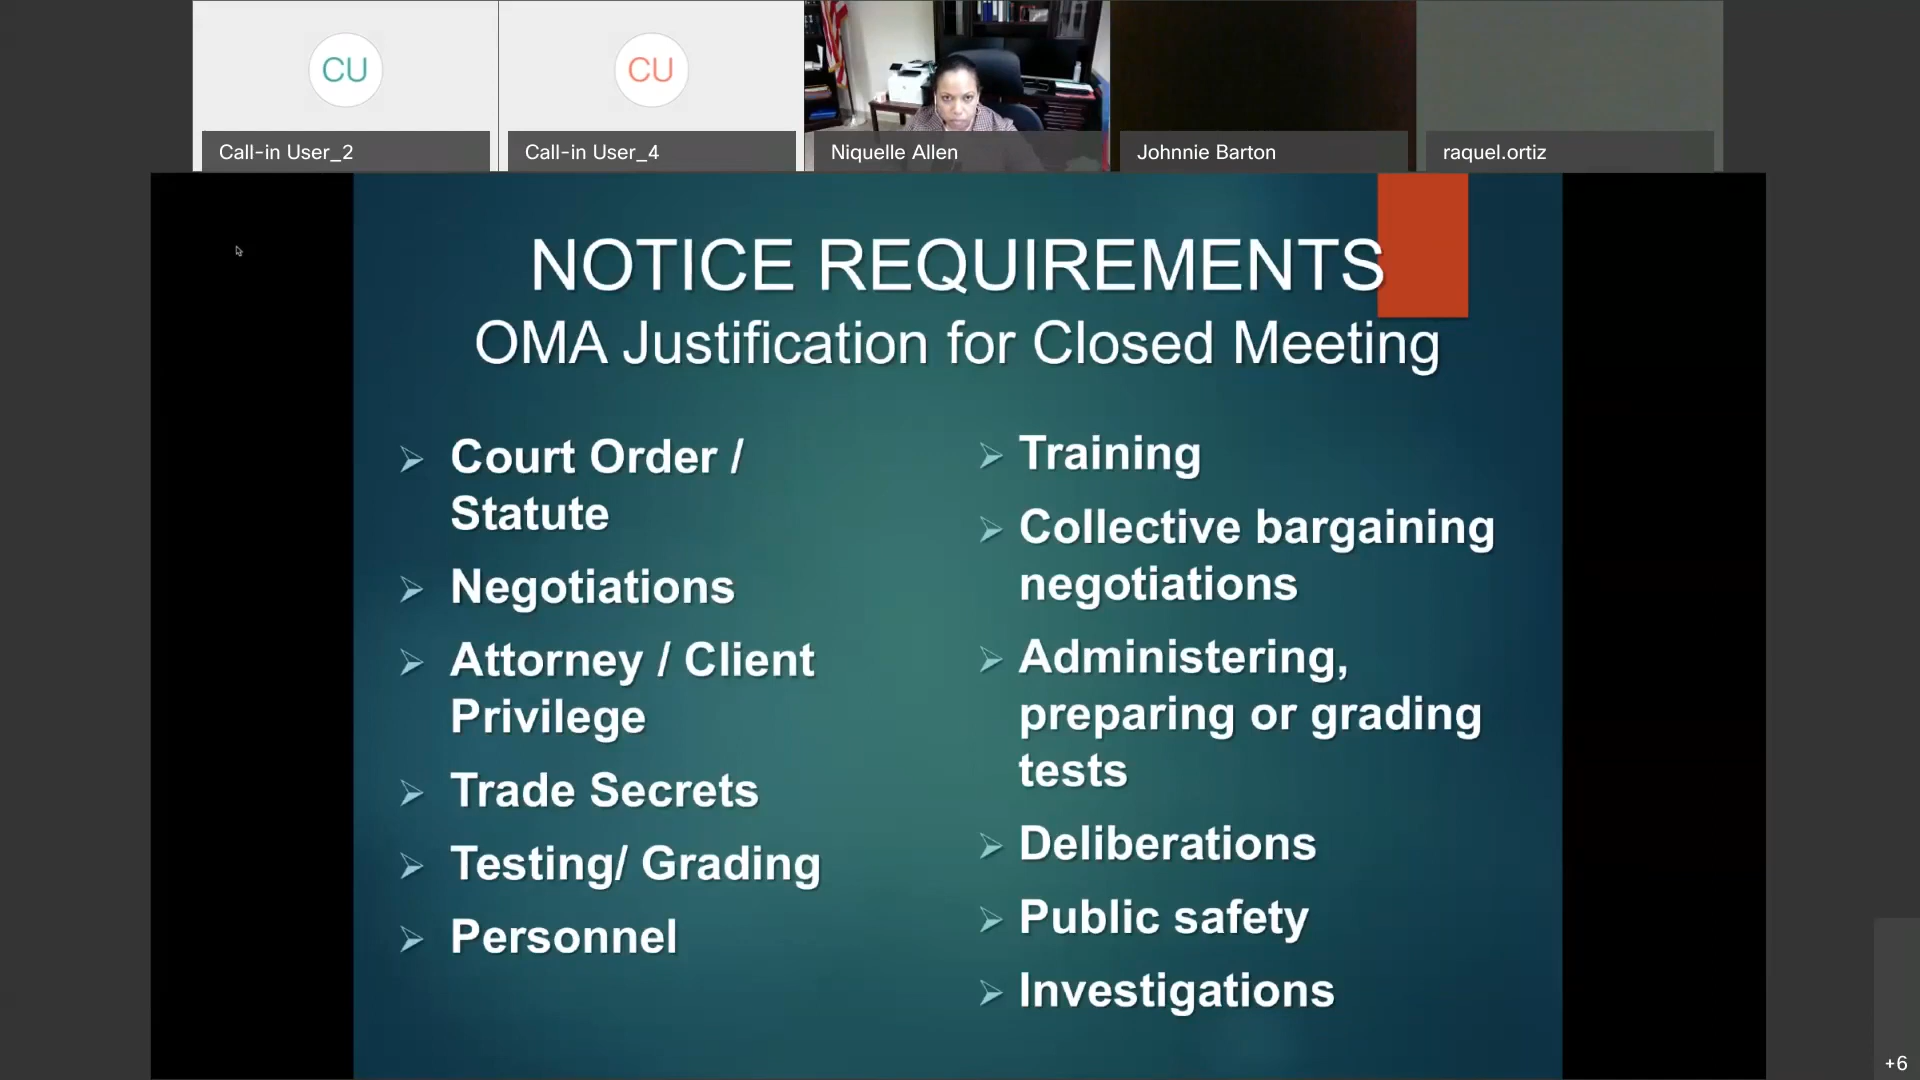 CU
Call-in User_2
CU
Call-in User_4
Niquelle Allen
Johnnie Barton
raquel.ortiz
NOTICE REQUIREMENTS
OMA Justification for Closed Meeting
Court Order /
Statute
Negotiations
Attorney / Client
Privilege
Trade Secrets
Testing/ Grading
Personnel
Training
Collective bargaining
negotiations
Administering,
preparing or grading
tests
Deliberations
Public safety
Investigations
+6